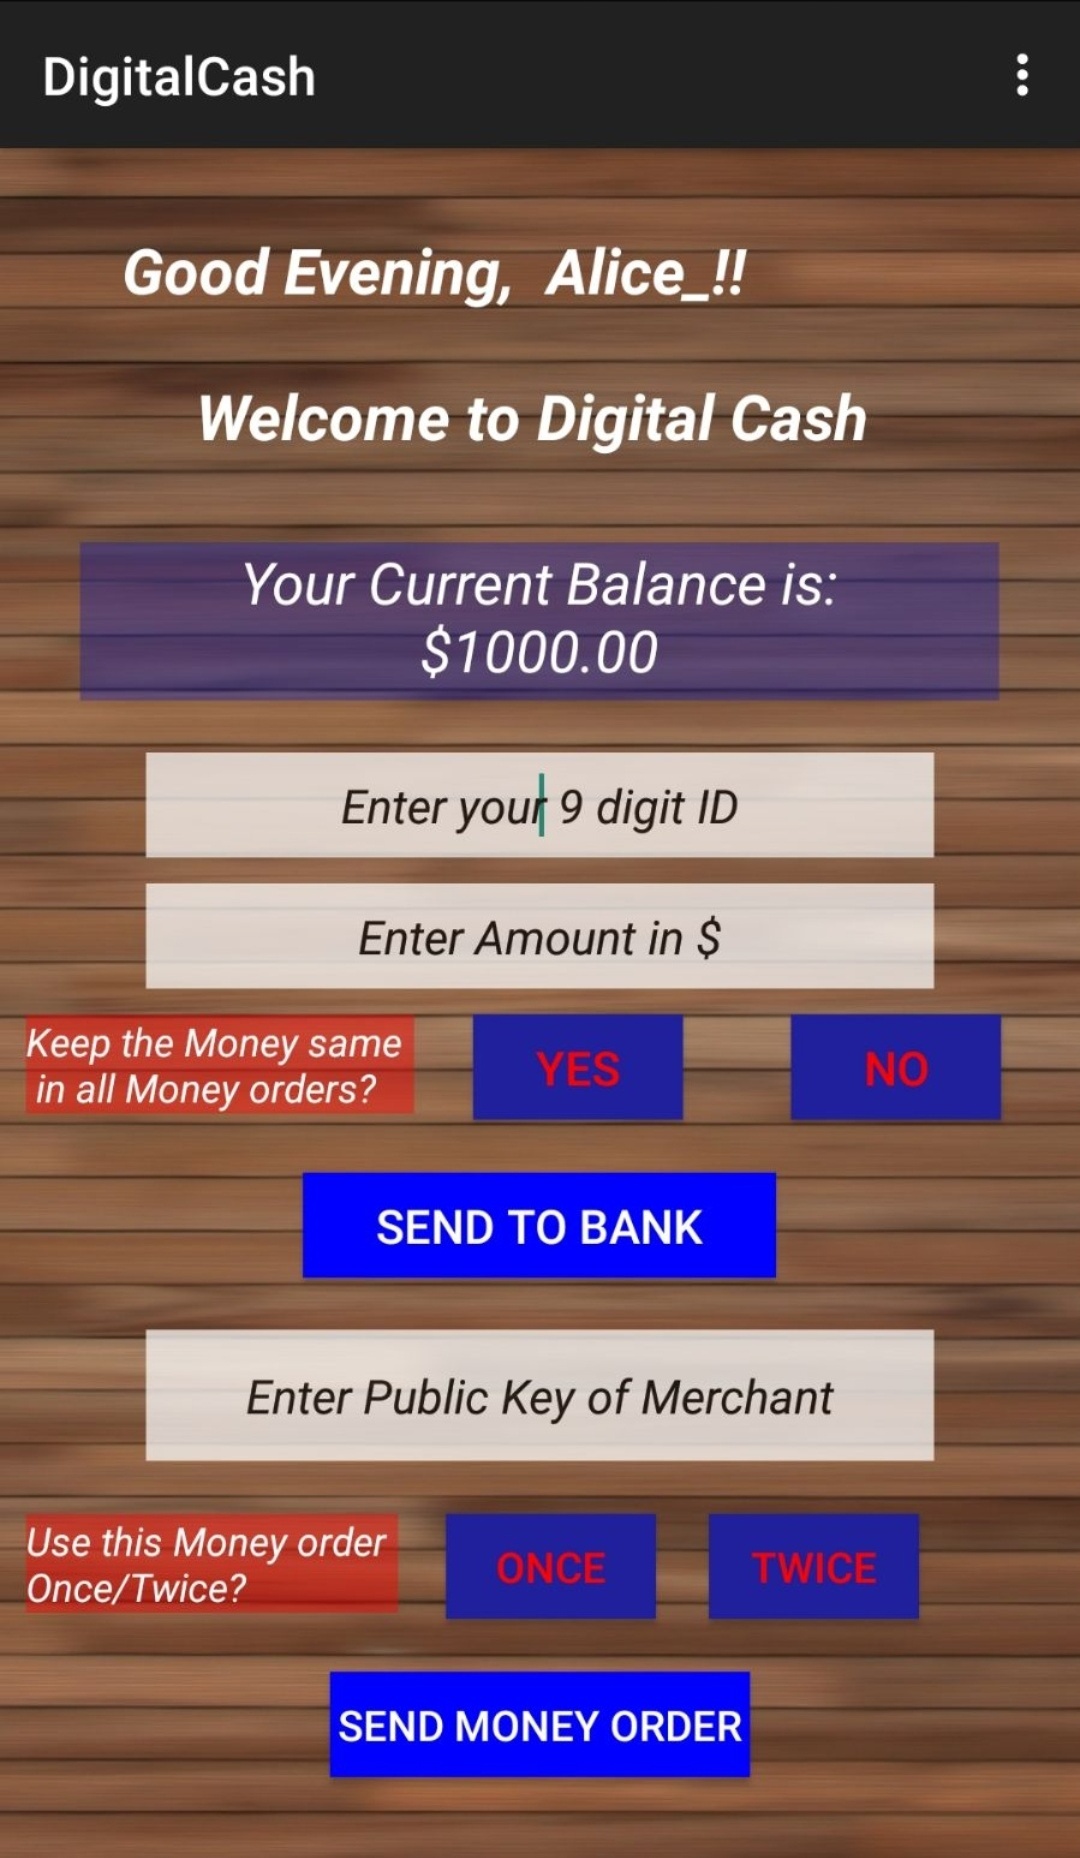 DigitalCash
Good Evening,  Alice_!!
Welcome to Digital Cash
Your Current Balance is:
$1000.00
Enter your 9 digit ID
Enter Amount in $
Keep the Money same
in all Money orders?
YES
NO
SEND TO BANK
Enter Public Key of Merchant
Use this Money order
Once/Twice?
ONCE
TWICE
SEND MONEY ORDER